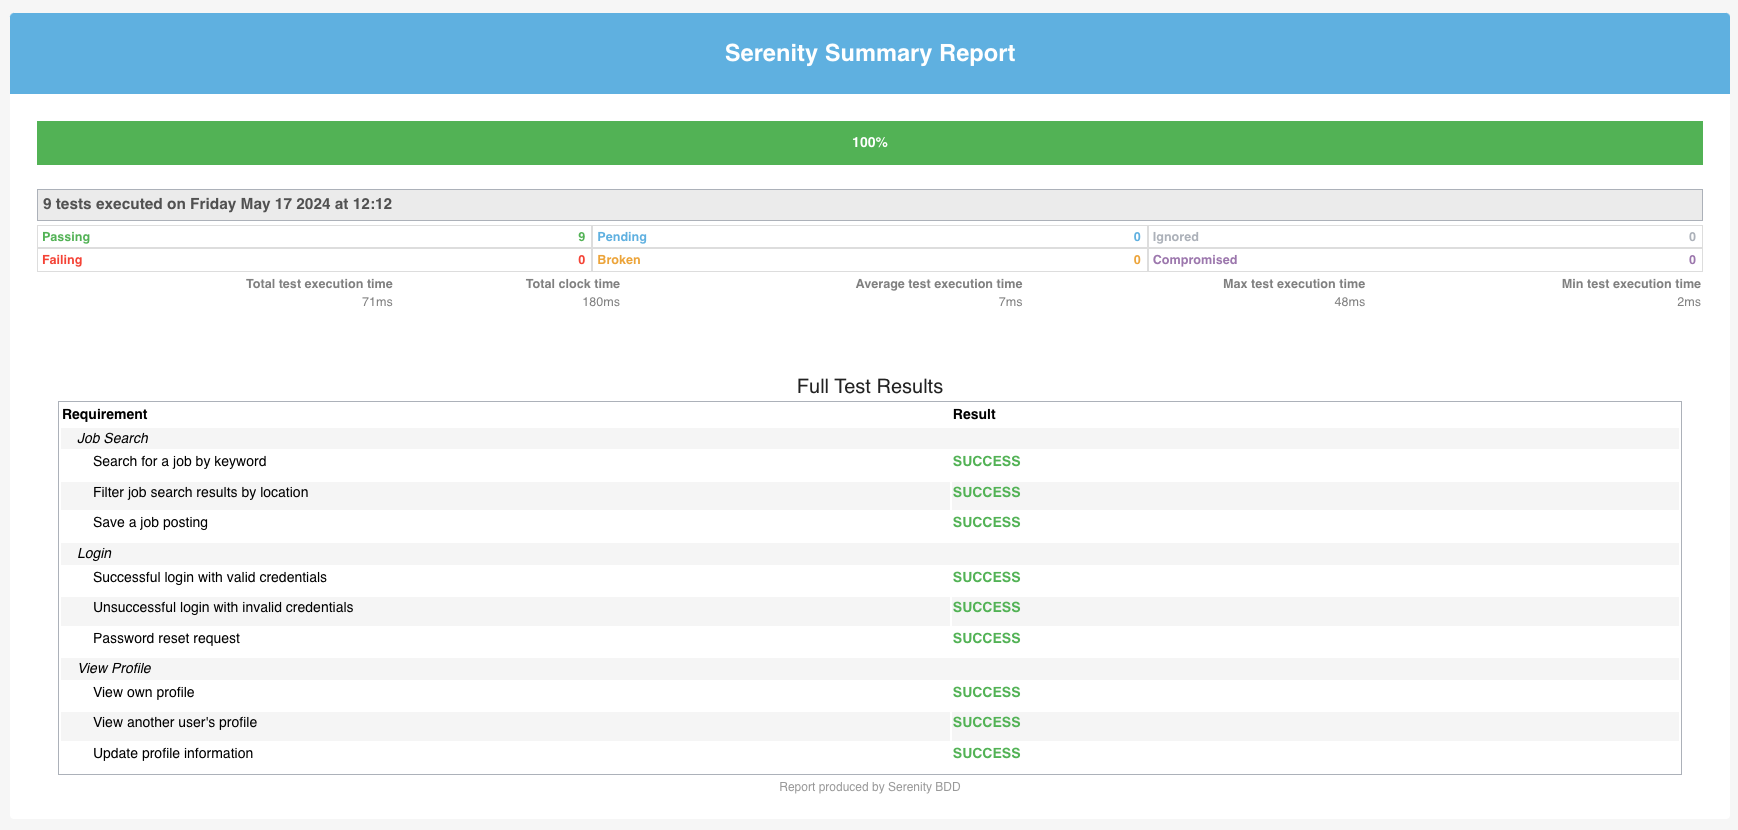 Serenity Summary Report
100%
9 tests executed on Friday May 17 2024 at 12:12
Passing 9 Pending 0 Ignored 0
Failing 0 Broken 0 Compromised 0
Total test execution time Total clock time Average test execution time Max test execution time Min test execution time
71ms 180ms 7ms 48ms 2ms
Full Test Results
Requirement Result
Job Search
Search for a job by keyword SUCCESS
Filter job search results by location SUCCESS
Save a job posting SUCCESS
Login
Successful login with valid credentials SUCCESS
Unsuccessful login with invalid credentials SUCCESS
Password reset request SUCCESS
View Profile
View own profile SUCCESS
View another user's profile SUCCESS
Update profile information SUCCESS
Report produced by Serenity BDD